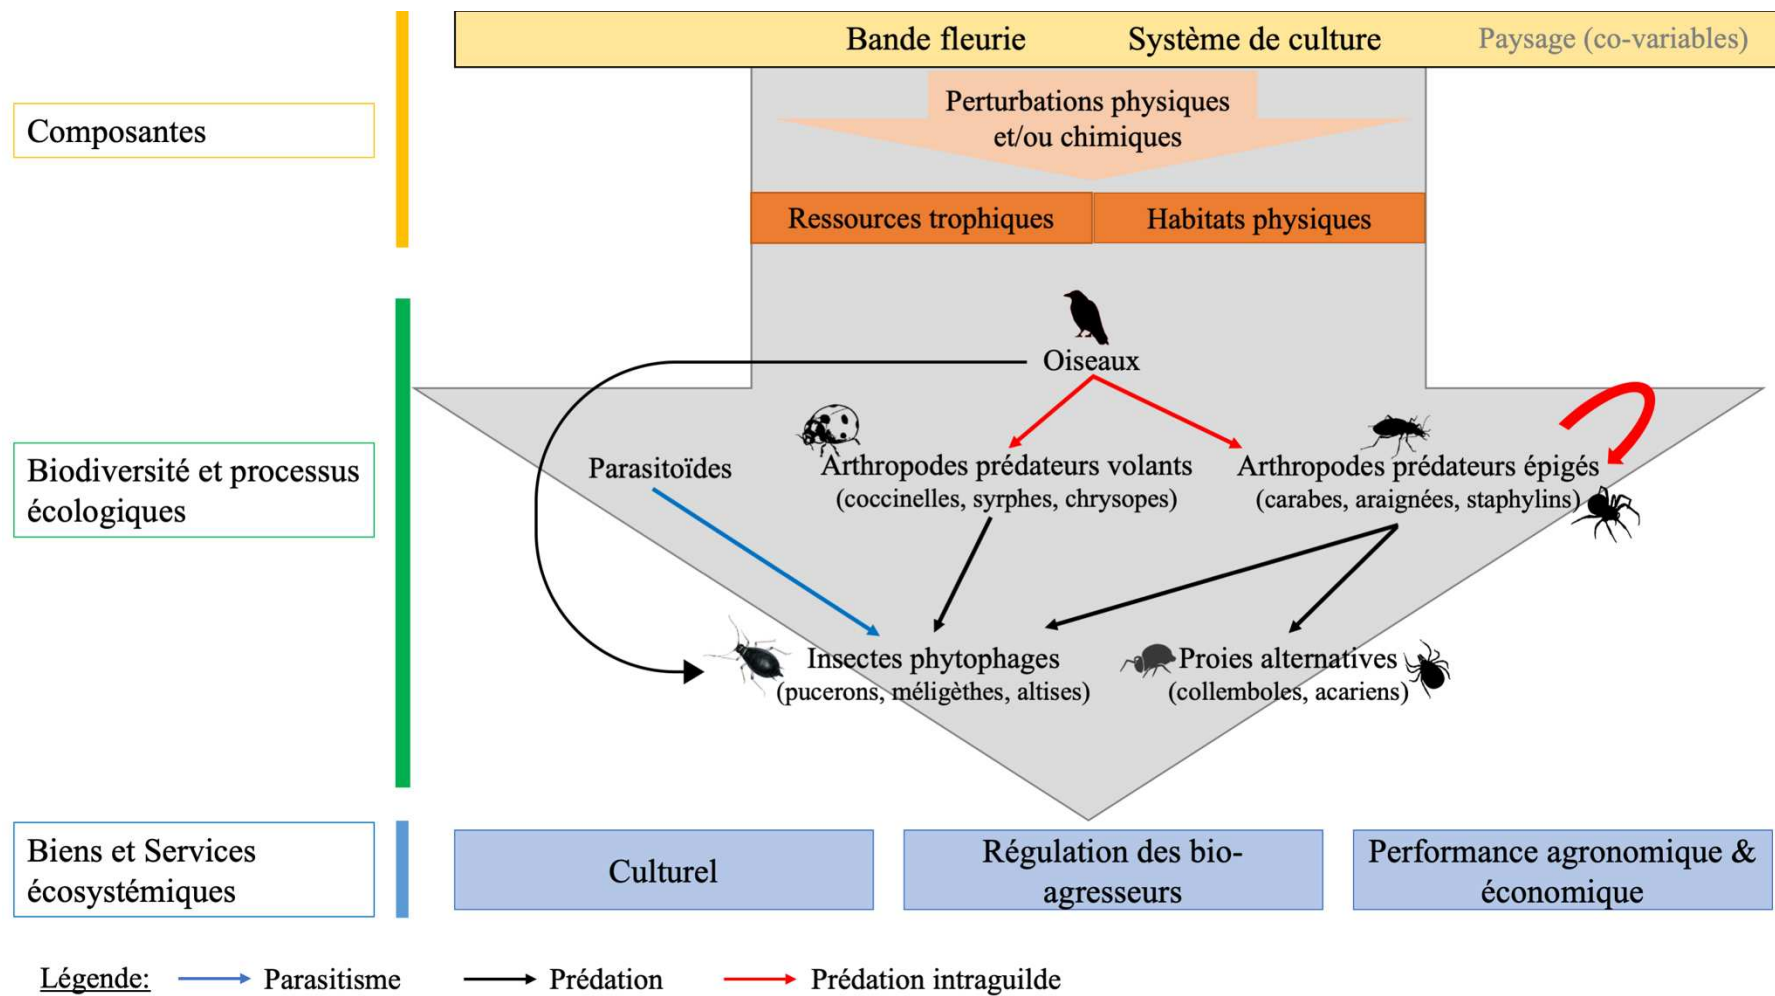 Bande fleurie
Système de culture
Paysage (co-variables)
Composantes
Perturbations physiques
et/ou chimiques
Ressources trophiques
Habitats physiques
Oiseaux
Biodiversité et processus
écologiques
Parasitoïdes
Arthropodes prédateurs volants
(coccinelles, syrphes, chrysopes)
Arthropodes prédateurs épigés
(carabes, araignées, staphylins)
Insectes phytophages
(pucerons, méligèthes, altises)
Proies alternatives
(collemboles, acariens)
Biens et Services
écosystémiques
Culturel
Régulation des bio-
agresseurs
Performance agronomique &
économique
Légende:
Parasitisme
Prédation
Prédation intraguilde